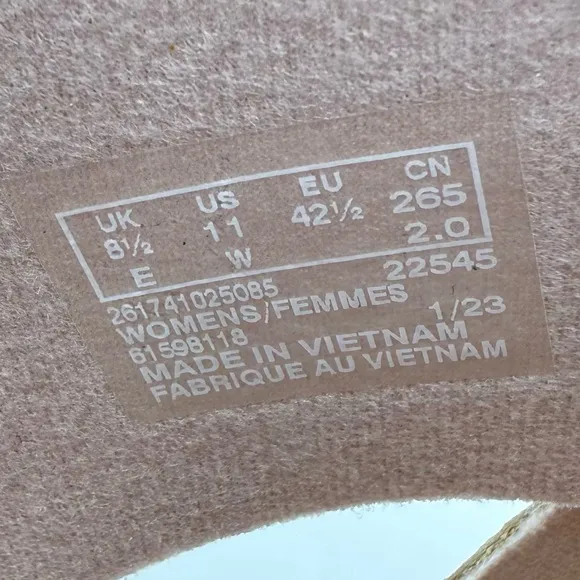 UK US EU CN
8½ 11 42½ 265
E W 2.0
261741025085 22545
WOMENS/FEMMES
61598118 1/23
MADE IN VIETNAM
FABRIQUE AU VIETNAM